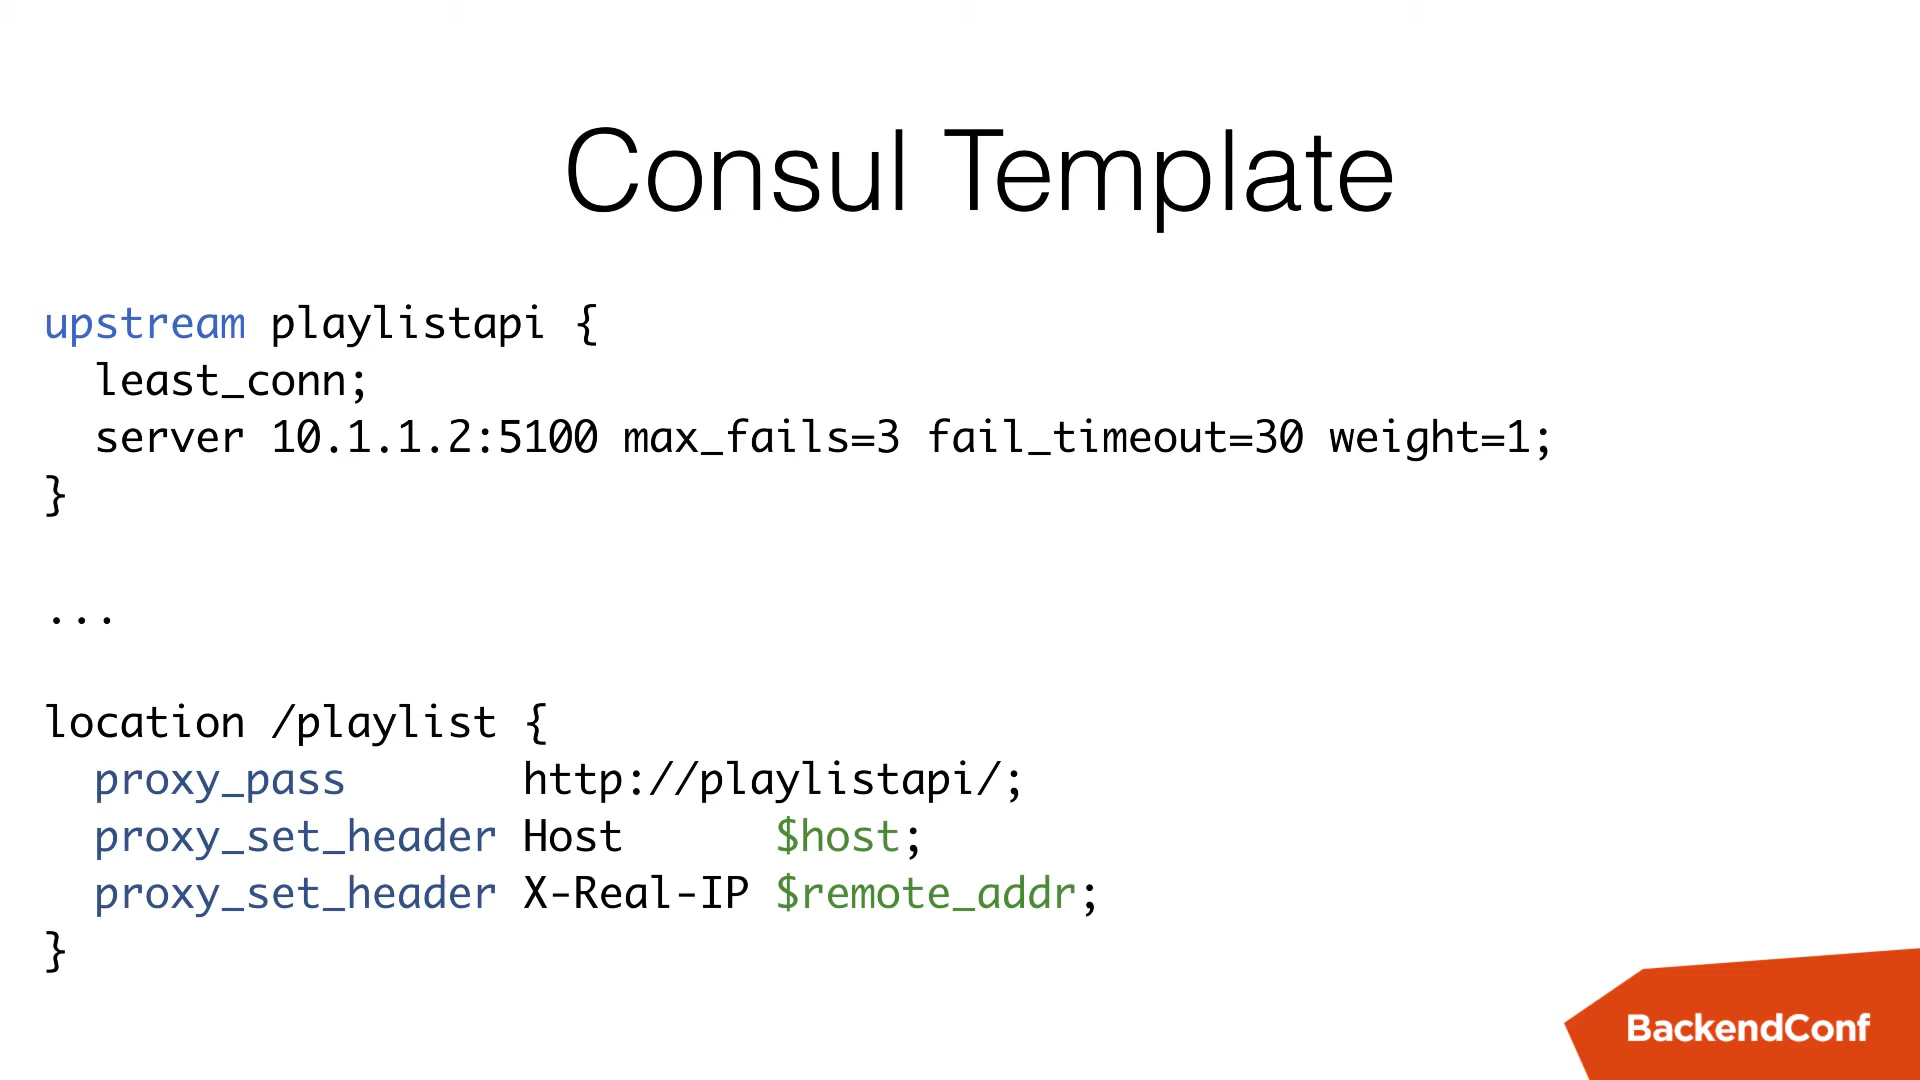 Consul Template
upstream playlistapi {
  least_conn;
  server 10.1.1.2:5100 max_fails=3 fail_timeout=30 weight=1;
}
...
location /playlist {
  proxy_pass       http://playlistapi/;
  proxy_set_header Host      $host;
  proxy_set_header X-Real-IP $remote_addr;
}
BackendConf